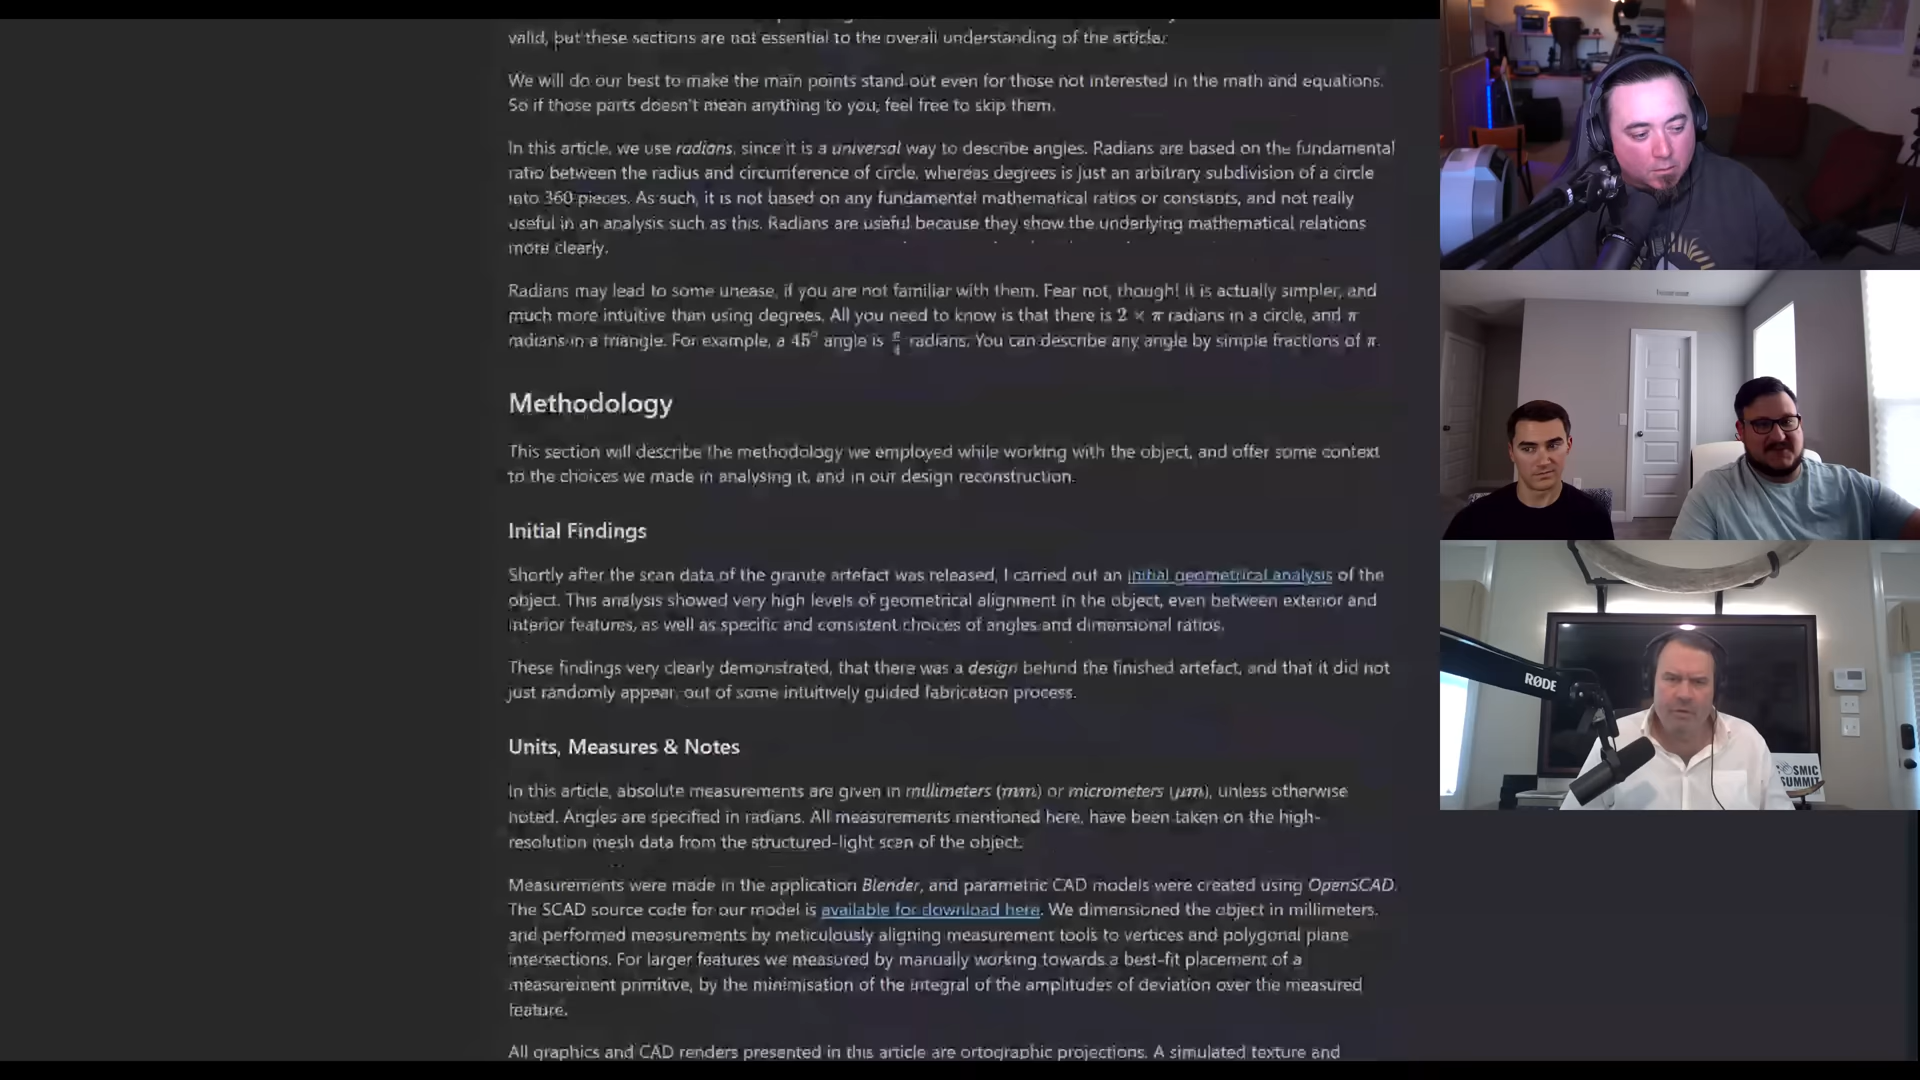 valid, but these sections are not essential to the overall understanding of the article.
We will do our best to make the main points stand out even for those not interested in the math and equations.
So if those parts doesn't mean anything to you, feel free to skip them.
In this article, we use radians, since it is a universal way to describe angles. Radians are based on the fundamental
ratio between the radius and circumference of circle, whereas degrees is just an arbitrary subdivision of a circle
into 360 pieces. As such, it is not based on any fundamental mathematical ratios or constants, and not really
useful in an analysis such as this. Radians are useful because they show the underlying mathematical relations
more clearly.
Radians may lead to some unease, if you are not familiar with them. Fear not, though! it is actually simpler, and
much more intuitive than using degrees. All you need to know is that there is 2 × π radians in a circle, and π
radians in a triangle. For example, a 45° angle is π/4 radians. You can describe any angle by simple fractions of π.
Methodology
This section will describe the methodology we employed while working with the object, and offer some context
to the choices we made in analysing it, and in our design reconstruction.
Initial Findings
Shortly after the scan data of the granite artefact was released, I carried out an initial geometrical analysis of the
object. This analysis showed very high levels of geometrical alignment in the object, even between exterior and
interior features, as well as specific and consistent choices of angles and dimensional ratios.
These findings very clearly demonstrated, that there was a design behind the finished artefact, and that it did not
just randomly appear out of some intuitively guided fabrication process.
Units, Measures & Notes
In this article, absolute measurements are given in millimeters (mm) or micrometers (μm), unless otherwise
noted. Angles are specified in radians. All measurements mentioned here, have been taken on the high-
resolution mesh data from the structured-light scan of the object.
Measurements were made in the application Blender, and parametric CAD models were created using OpenSCAD.
The SCAD source code for our model is available for download here. We dimensioned the object in millimeters,
and performed measurements by meticulously aligning measurement tools to vertices and polygonal plane
intersections. For larger features we measured by manually working towards a best-fit placement of a
measurement primitive, by the minimisation of the integral of the amplitudes of deviation over the measured
feature.
All graphics and CAD renders presented in this article are ortographic projections. A simulated texture and
RØDE
COSMIC
SUMMIT